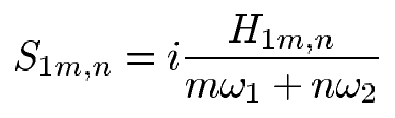 S_{1m,n} = i \frac{H_{1m,n}}{m\omega_1 + n\omega_2}